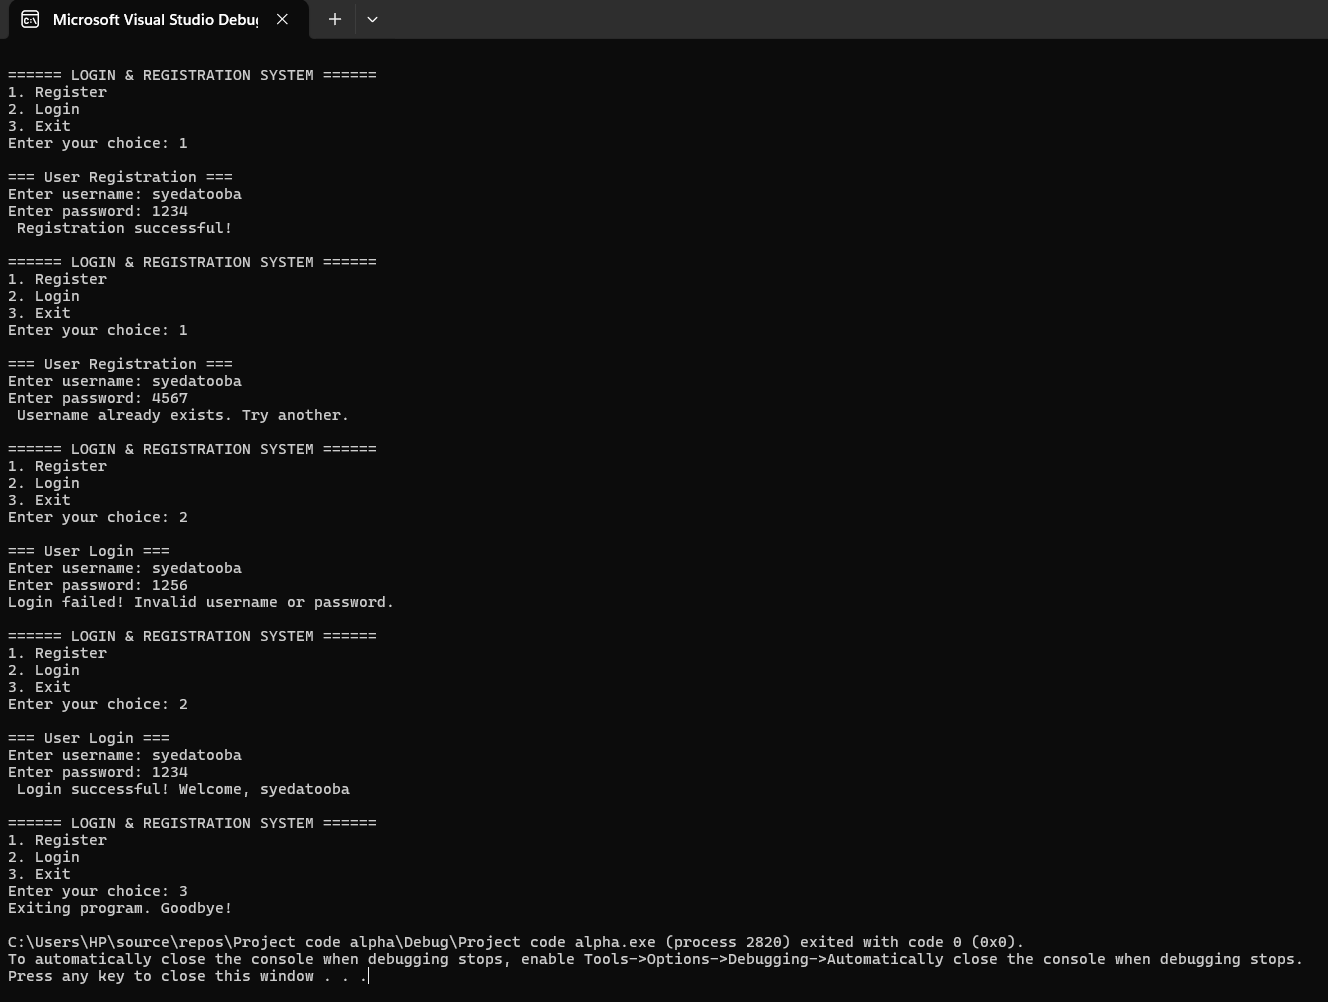 Microsoft Visual Studio Debug
====== LOGIN & REGISTRATION SYSTEM ======
1. Register
2. Login
3. Exit
Enter your choice: 1
=== User Registration ===
Enter username: syedatooba
Enter password: 1234
Registration successful!
====== LOGIN & REGISTRATION SYSTEM ======
1. Register
2. Login
3. Exit
Enter your choice: 1
=== User Registration ===
Enter username: syedatooba
Enter password: 4567
Username already exists. Try another.
====== LOGIN & REGISTRATION SYSTEM ======
1. Register
2. Login
3. Exit
Enter your choice: 2
=== User Login ===
Enter username: syedatooba
Enter password: 1256
Login failed! Invalid username or password.
====== LOGIN & REGISTRATION SYSTEM ======
1. Register
2. Login
3. Exit
Enter your choice: 2
=== User Login ===
Enter username: syedatooba
Enter password: 1234
Login successful! Welcome, syedatooba
====== LOGIN & REGISTRATION SYSTEM ======
1. Register
2. Login
3. Exit
Enter your choice: 3
Exiting program. Goodbye!
C:\Users\HP\source\repos\Project code alpha\Debug\Project code alpha.exe (process 2820) exited with code 0 (0x0).
To automatically close the console when debugging stops, enable Tools->Options->Debugging->Automatically close the console when debugging stops.
Press any key to close this window . . .